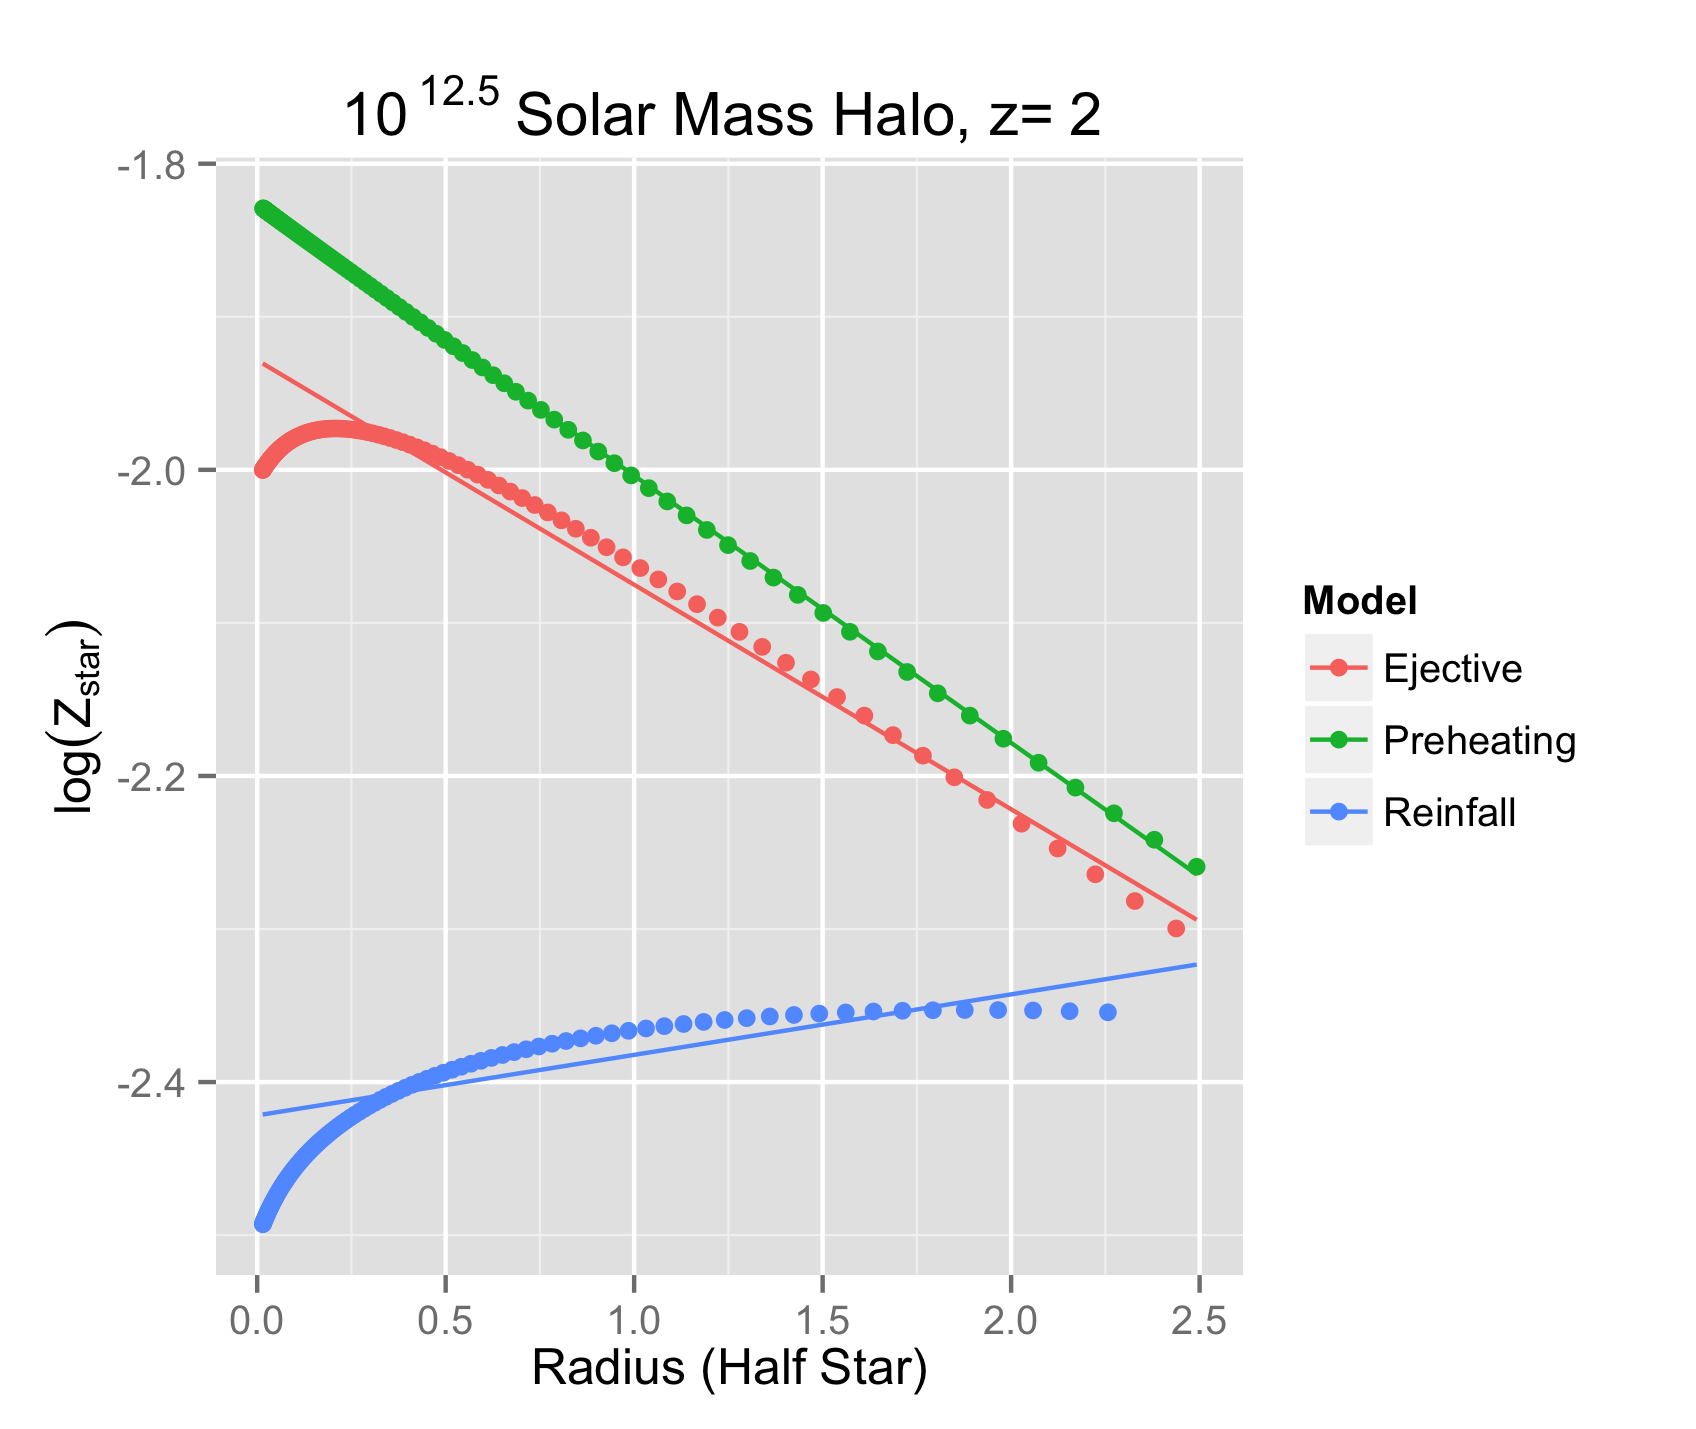 10 12.5 Solar Mass Halo, z= 2
-1.8
-2.0
-2.2
-2.4
log(Zstar)
0.0 0.5 1.0 1.5 2.0 2.5
Radius (Half Star)
Model
Ejective
Preheating
Reinfall